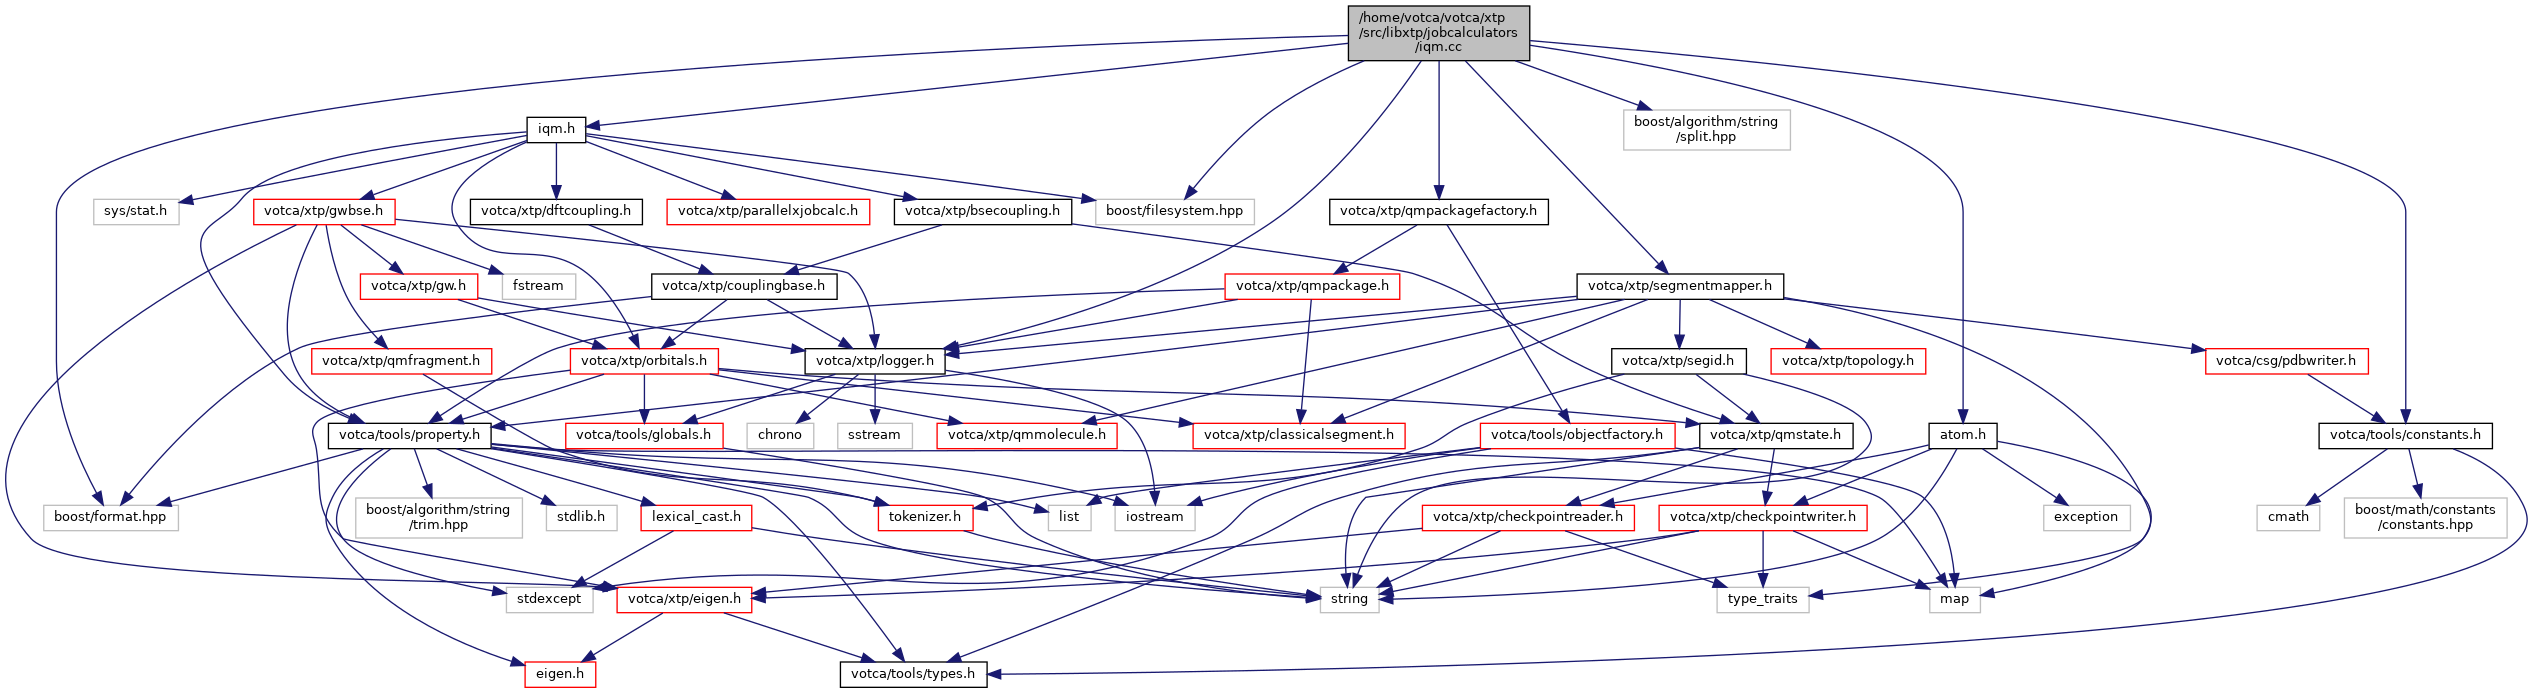 /home/votca/votca/xtp
/src/libxtp/jobcalculators
/iqm.cc
iqm.h
boost/algorithm/string
/split.hpp
sys/stat.h
votca/xtp/gwbse.h
votca/xtp/dftcoupling.h
votca/xtp/parallelxjobcalc.h
votca/xtp/bsecoupling.h
boost/filesystem.hpp
votca/xtp/qmpackagefactory.h
votca/xtp/gw.h
fstream
votca/xtp/couplingbase.h
votca/xtp/qmpackage.h
votca/xtp/segmentmapper.h
votca/xtp/qmfragment.h
votca/xtp/orbitals.h
votca/xtp/logger.h
votca/xtp/segid.h
votca/xtp/topology.h
votca/csg/pdbwriter.h
votca/tools/property.h
votca/tools/globals.h
chrono
sstream
votca/xtp/qmmolecule.h
votca/xtp/classicalsegment.h
votca/tools/objectfactory.h
votca/xtp/qmstate.h
atom.h
votca/tools/constants.h
boost/format.hpp
boost/algorithm/string
/trim.hpp
stdlib.h
lexical_cast.h
tokenizer.h
list
iostream
votca/xtp/checkpointreader.h
votca/xtp/checkpointwriter.h
exception
cmath
boost/math/constants
/constants.hpp
stdexcept
votca/xtp/eigen.h
string
type_traits
map
eigen.h
votca/tools/types.h